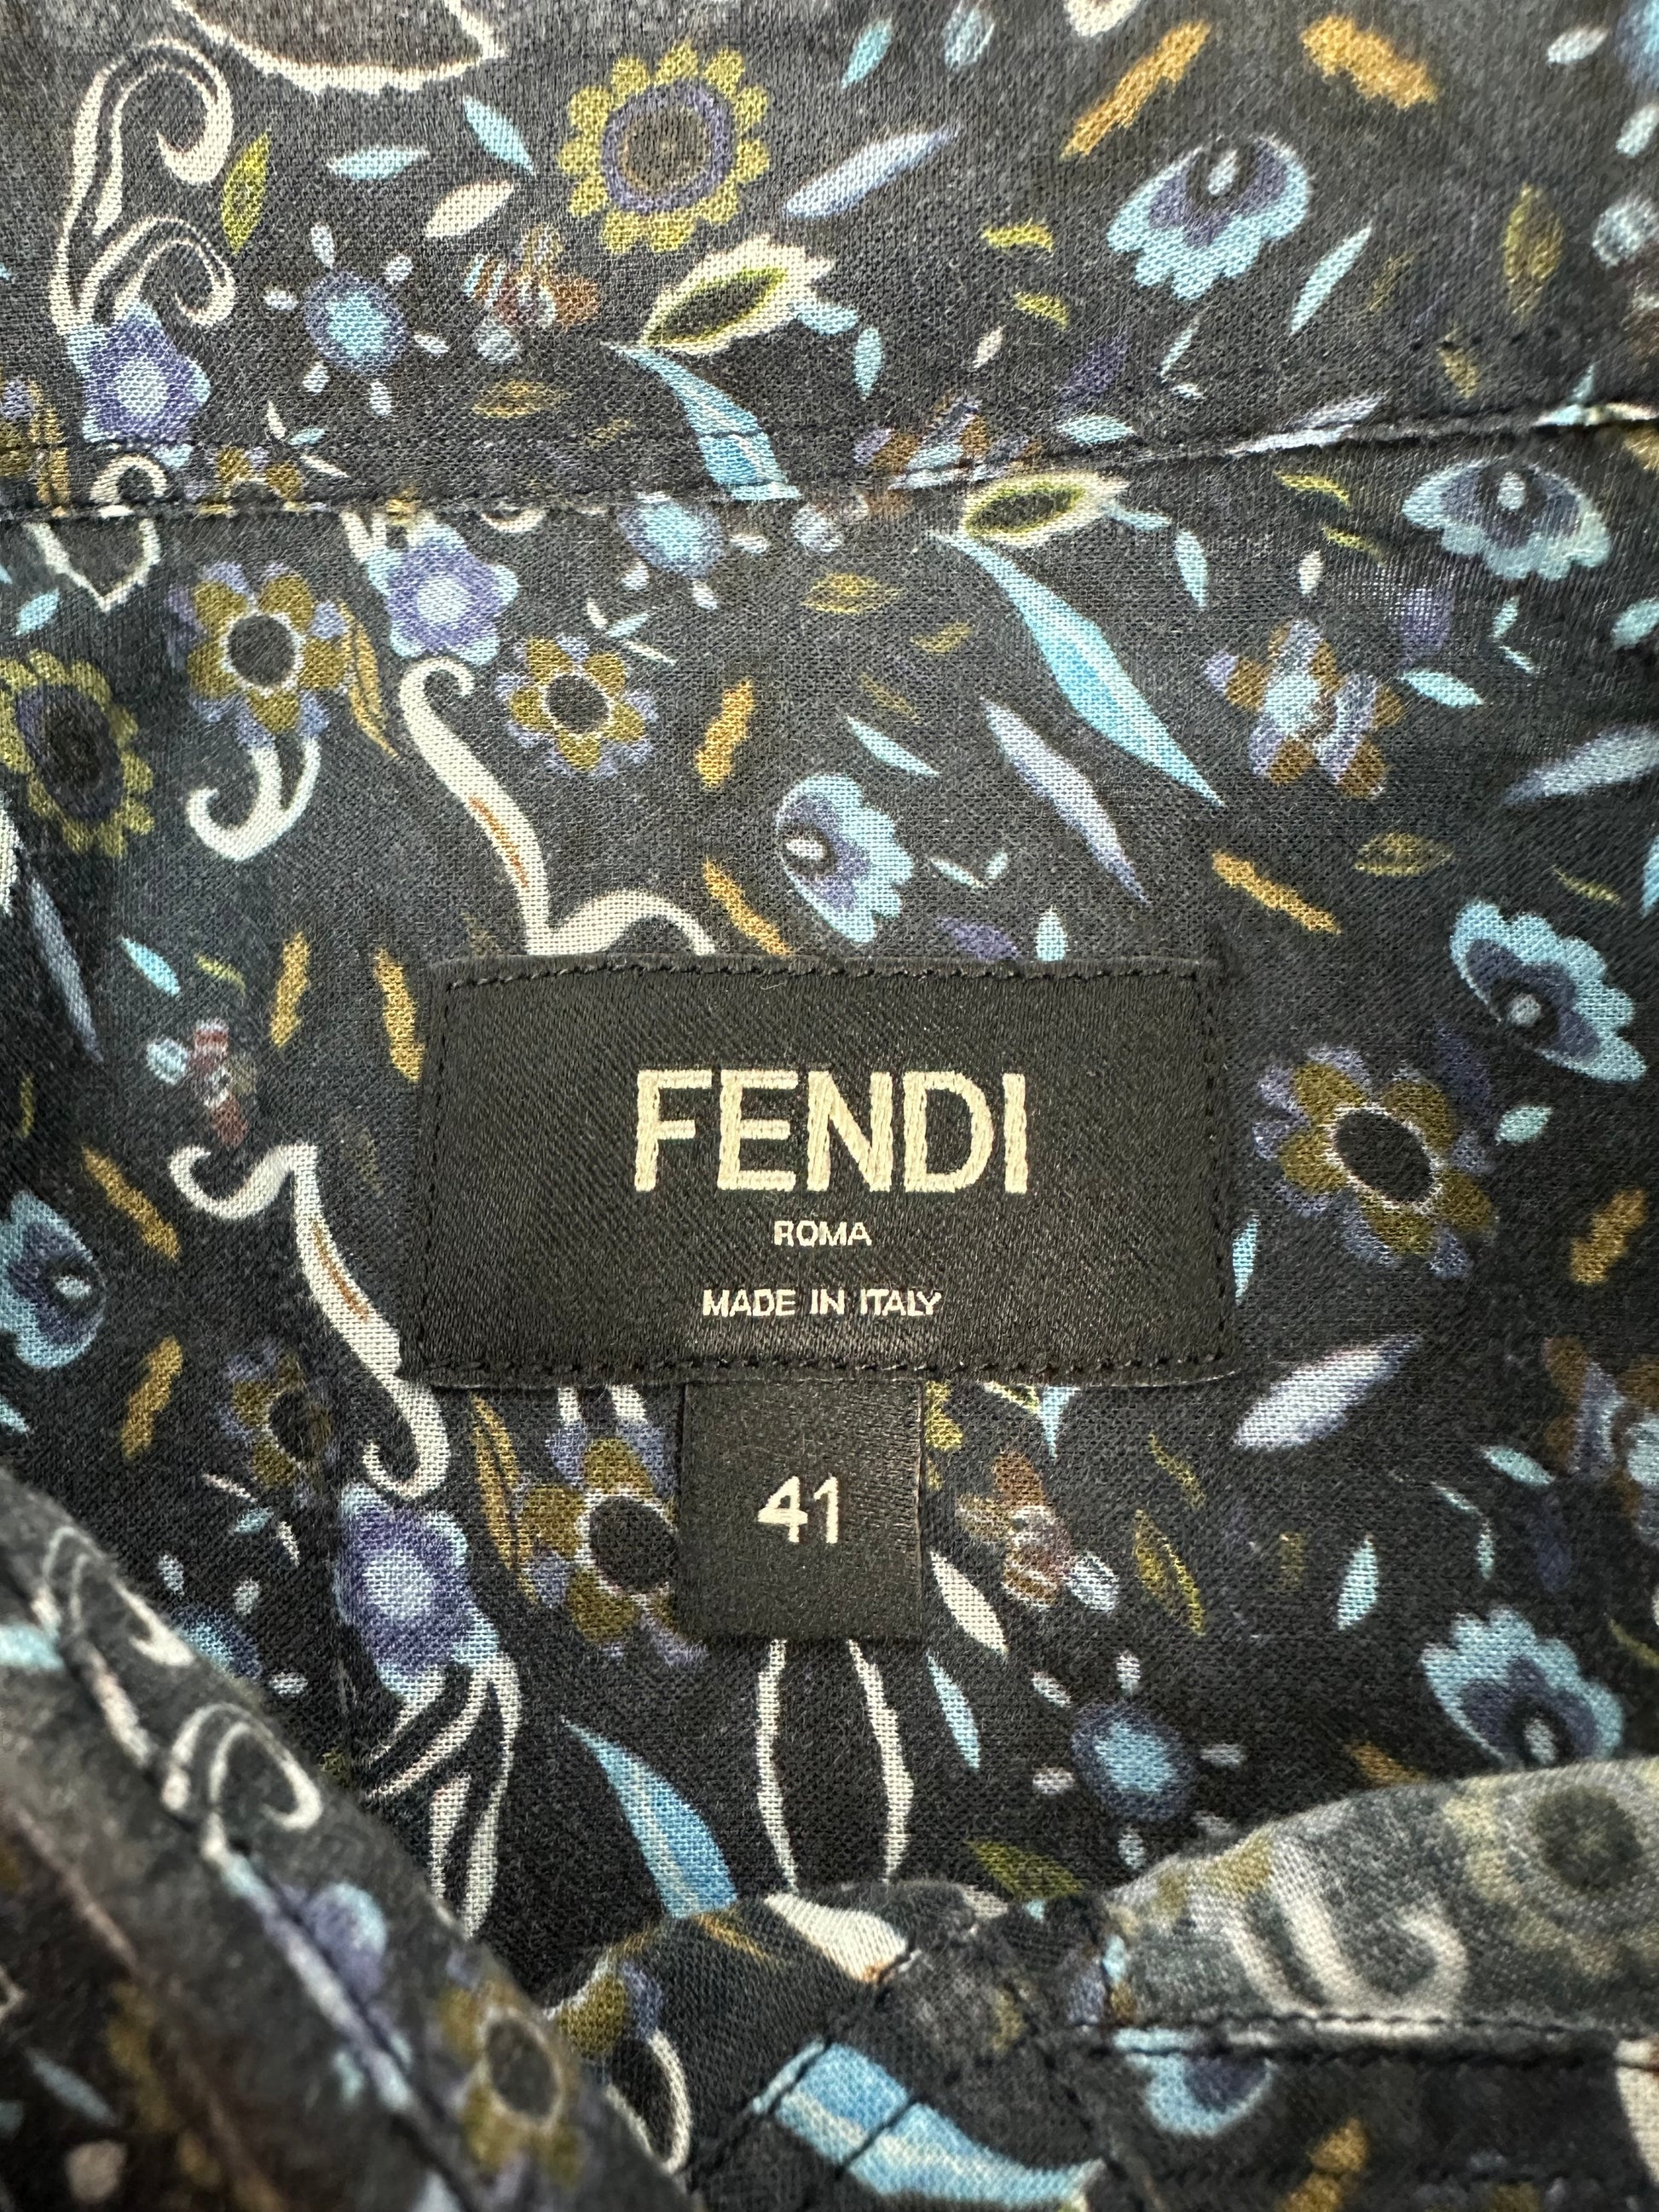 FENDI
ROMA
MADE IN ITALY
41